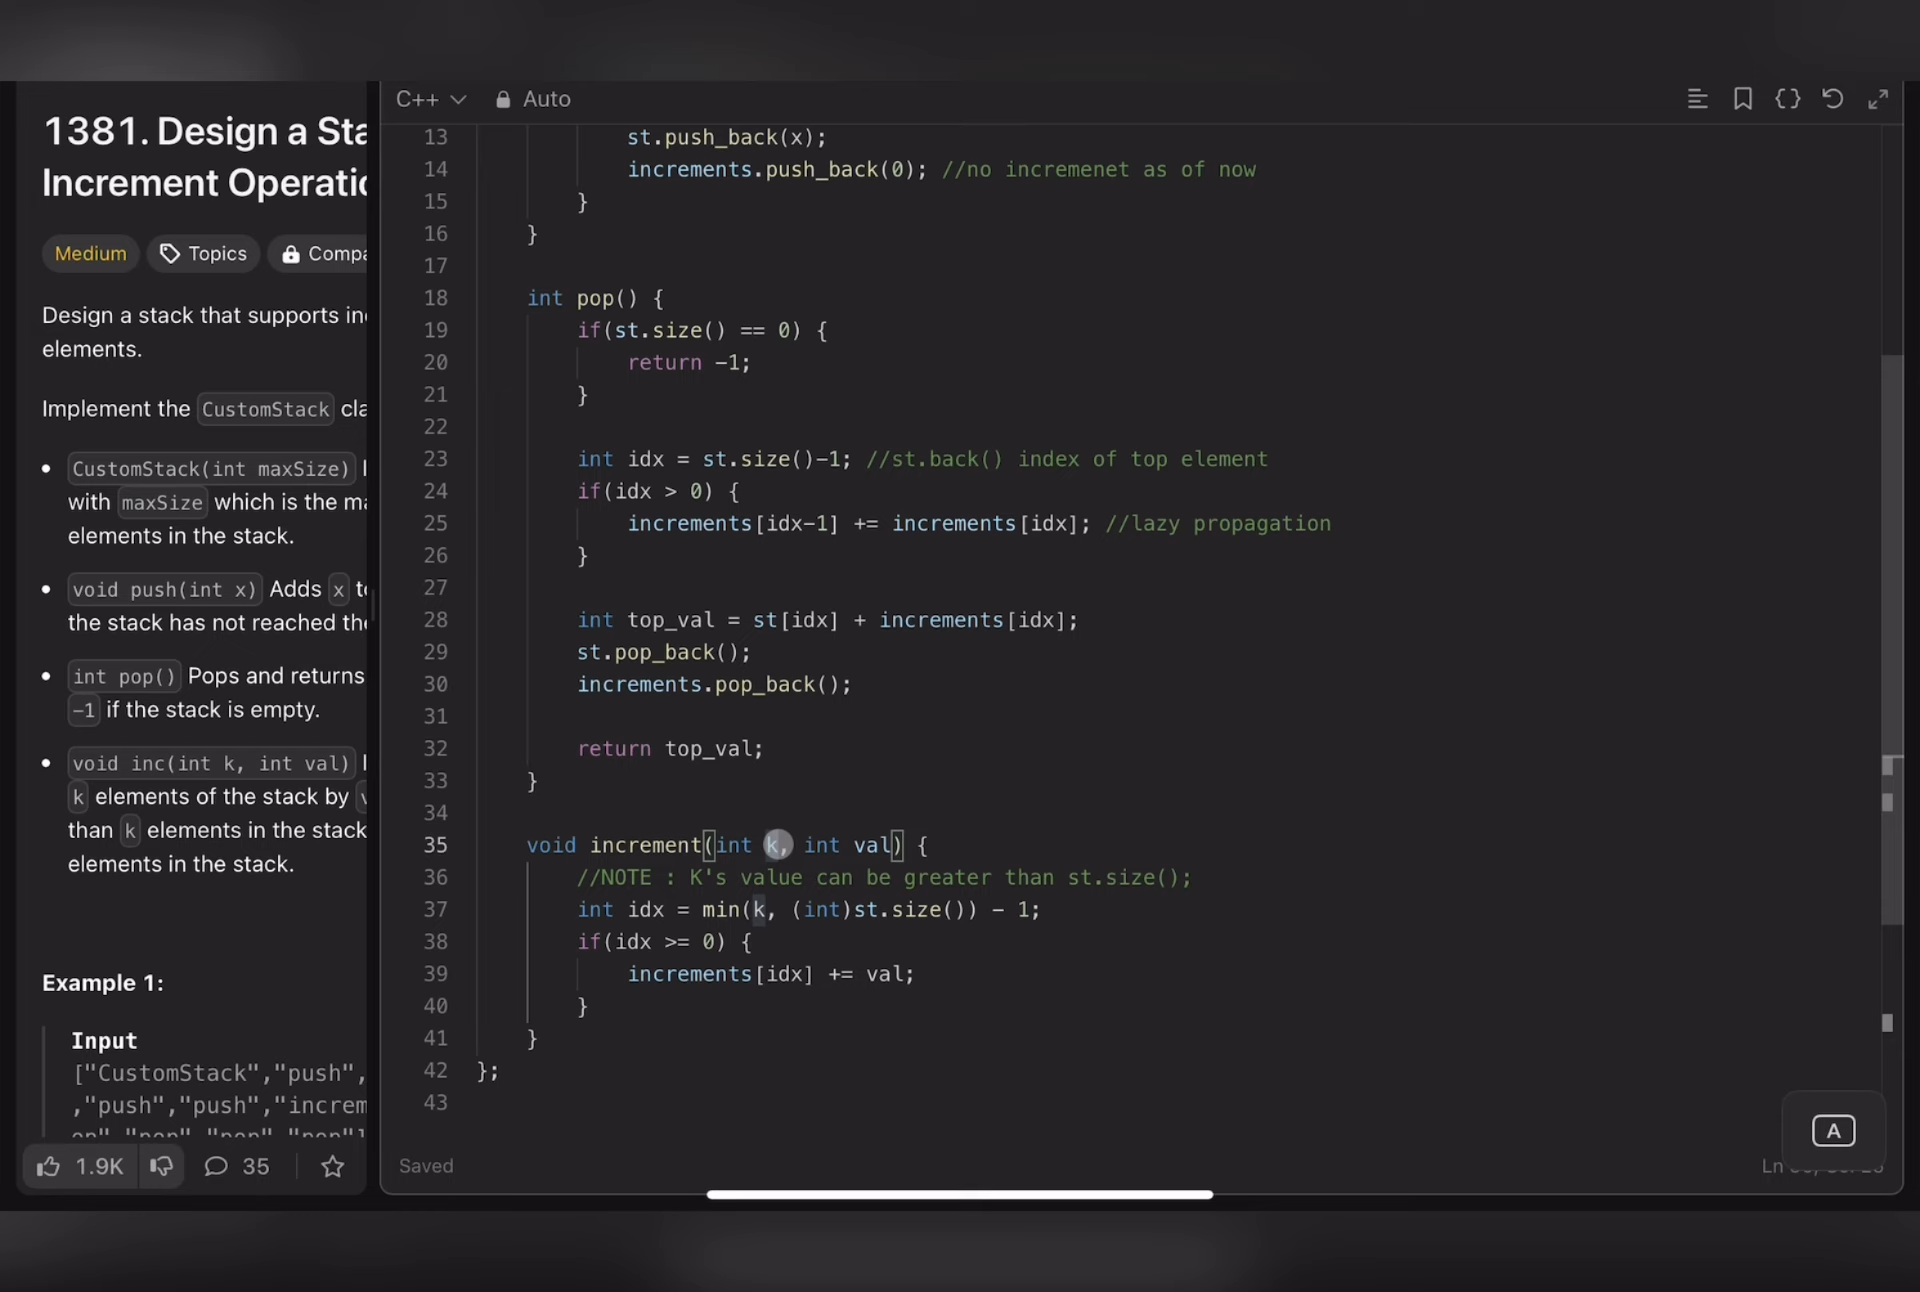 1381. Design a Sta
Increment Operatio
Medium
Topics
Compa
Design a stack that supports in
elements.
Implement the CustomStack cla
CustomStack(int maxSize)
with maxSize which is the ma
elements in the stack.
void push(int x) Adds x to
the stack has not reached the
int pop() Pops and returns
-1 if the stack is empty.
void inc(int k, int val)
k elements of the stack by
than k elements in the stack
elements in the stack.
Example 1:
Input
["CustomStack","push",
,"push","push","increm
1.9K
35
C++
Auto
13 st.push_back(x);
14 increments.push_back(0); //no incremenet as of now
15 }
16 }
17
18 int pop() {
19 if(st.size() == 0) {
20 return -1;
21 }
22
23 int idx = st.size()-1; //st.back() index of top element
24 if(idx > 0) {
25 increments[idx-1] += increments[idx]; //lazy propagation
26 }
27
28 int top_val = st[idx] + increments[idx];
29 st.pop_back();
30 increments.pop_back();
31
32 return top_val;
33 }
34
35 void increment(int k, int val) {
36 //NOTE : K's value can be greater than st.size();
37 int idx = min(k, (int)st.size()) - 1;
38 if(idx >= 0) {
39 increments[idx] += val;
40 }
41 }
42 };
43
A
Saved
Ln